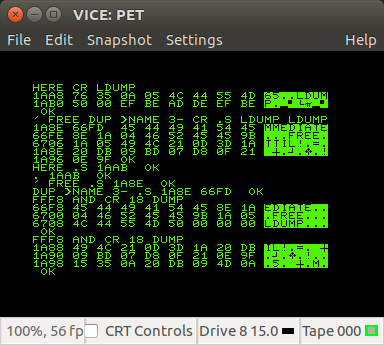 VICE: PET
File Edit Snapshot Settings Help
HERE CR LDUMP
1AA8 76 35 0A 05 4C 44 55 4D 65..LDUM
1AB0 50 00 EF BE AD DE EF BE
OK
' FREE DUP >NAME 3- CR .S LDUMP LDUMP
1A8E 66FD 45 44 49 41 54 45 MMEDIATE
66FE 8E 1A 04 46 52 45 45 9B ...FREE.
6706 1A 05 49 4C 21 0D 3D 1A
1A8E 20 DB 09 BD 07 D8 0F 21
1A96 0E 9F OK
HERE .S 1AAB OK
, 1AAB OK
' FREE .S 1A8E OK
DUP >NAME 3- .S 1A8E 66FD OK
FFF8 AND CR 18 DUMP
66F8 45 44 49 41 54 45 8E 1A EDIATE..
6700 04 46 52 45 45 9B 1A 05 .FREE...
6708 4C 44 55 4D 50 00 00 00 LDUMP...
OK
FFF8 AND CR 18 DUMP
1A88 49 4C 21 0D 3D 1A 20 DB
1A90 09 BD 07 D8 0F 21 0E 9F
1A98 15 35 0A 20 DB 09 4D 0A
OK
100%, 56 fp CRT Controls Drive 8 15.0 Tape 000